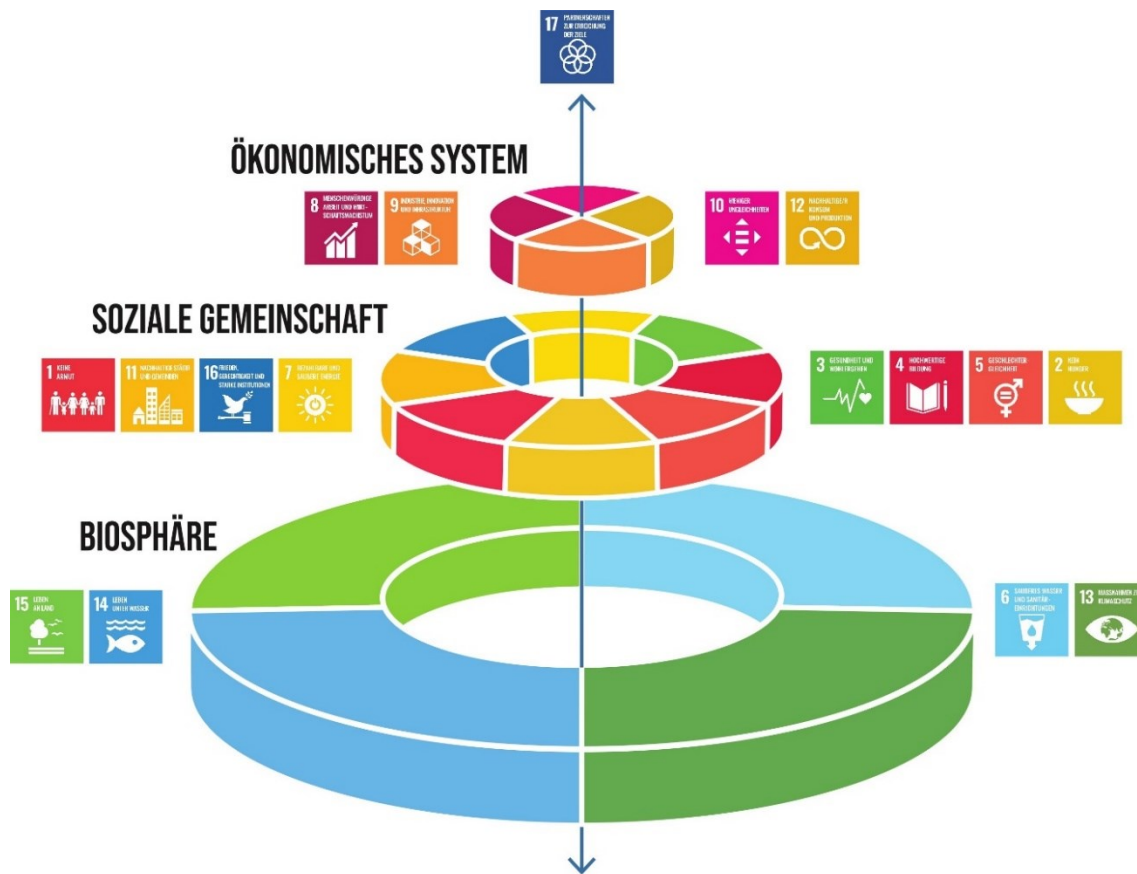 17 PARTNERSCHAFTEN
ZUR ERREICHUNG
DER ZIELE
ÖKONOMISCHES SYSTEM
8 MENSCHENWÜRDIGE
ARBEIT UND WIRT-
SCHAFTSWACHSTUM
9 INDUSTRIE, INNOVATION
UND INFRASTRUKTUR
10 WENIGER
UNGLEICHHEITEN
12 NACHHALTIGE/R
KONSUM
UND PRODUKTION
SOZIALE GEMEINSCHAFT
1 KEINE
ARMUT
11 NACHHALTIGE STÄDTE
UND GEMEINDEN
16 FRIEDEN,
GERECHTIGKEIT UND
STARKE INSTITUTIONEN
7 BEZAHLBARE UND
SAUBERE ENERGIE
3 GESUNDHEIT UND
WOHLERGEHEN
4 HOCHWERTIGE
BILDUNG
5 GESCHLECHTER-
GLEICHHEIT
2 KEIN
HUNGER
BIOSPHÄRE
15 LEBEN
AN LAND
14 LEBEN
UNTER WASSER
6 SAUBERES WASSER
UND SANITÄR-
EINRICHTUNGEN
13 MASSNAHMEN Z
KLIMASCHUTZ